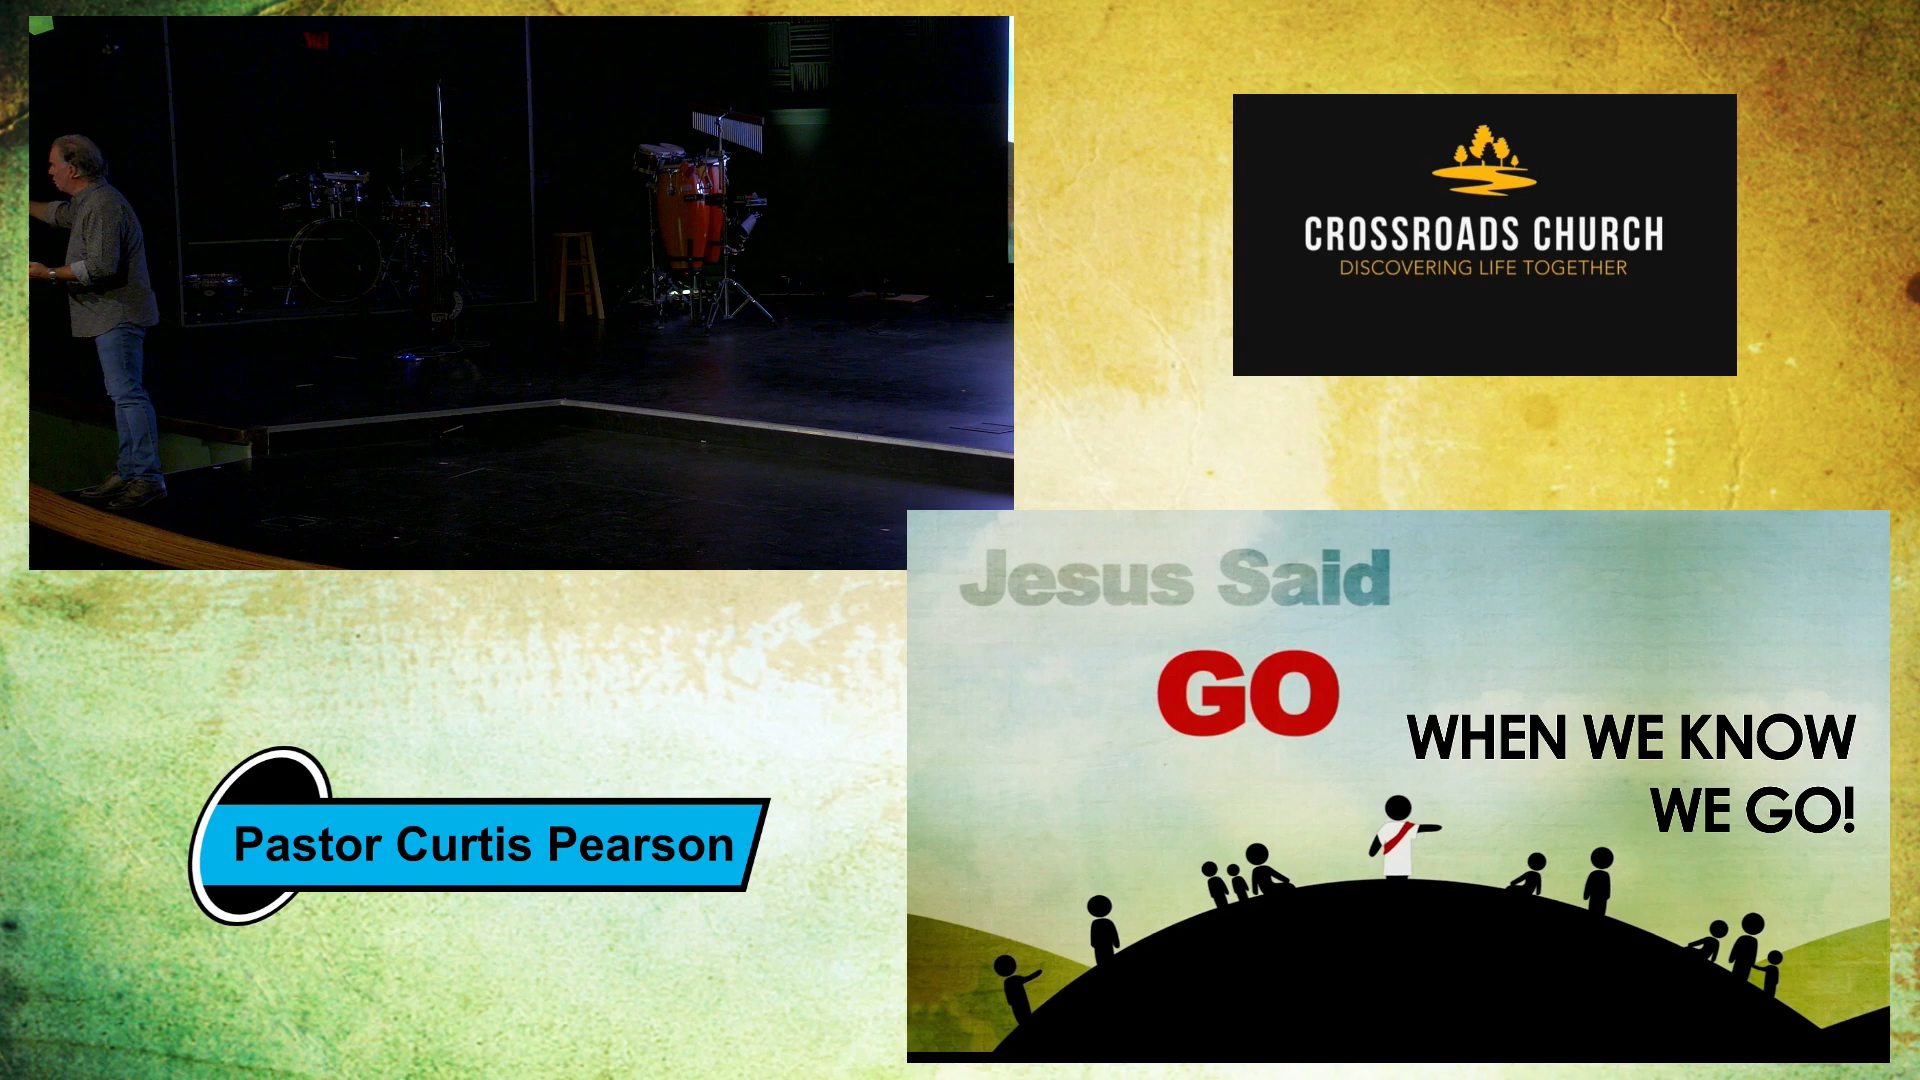 CROSSROADS CHURCH
DISCOVERING LIFE TOGETHER
Jesus Said
GO
WHEN WE KNOW
WE GO!
Pastor Curtis Pearson